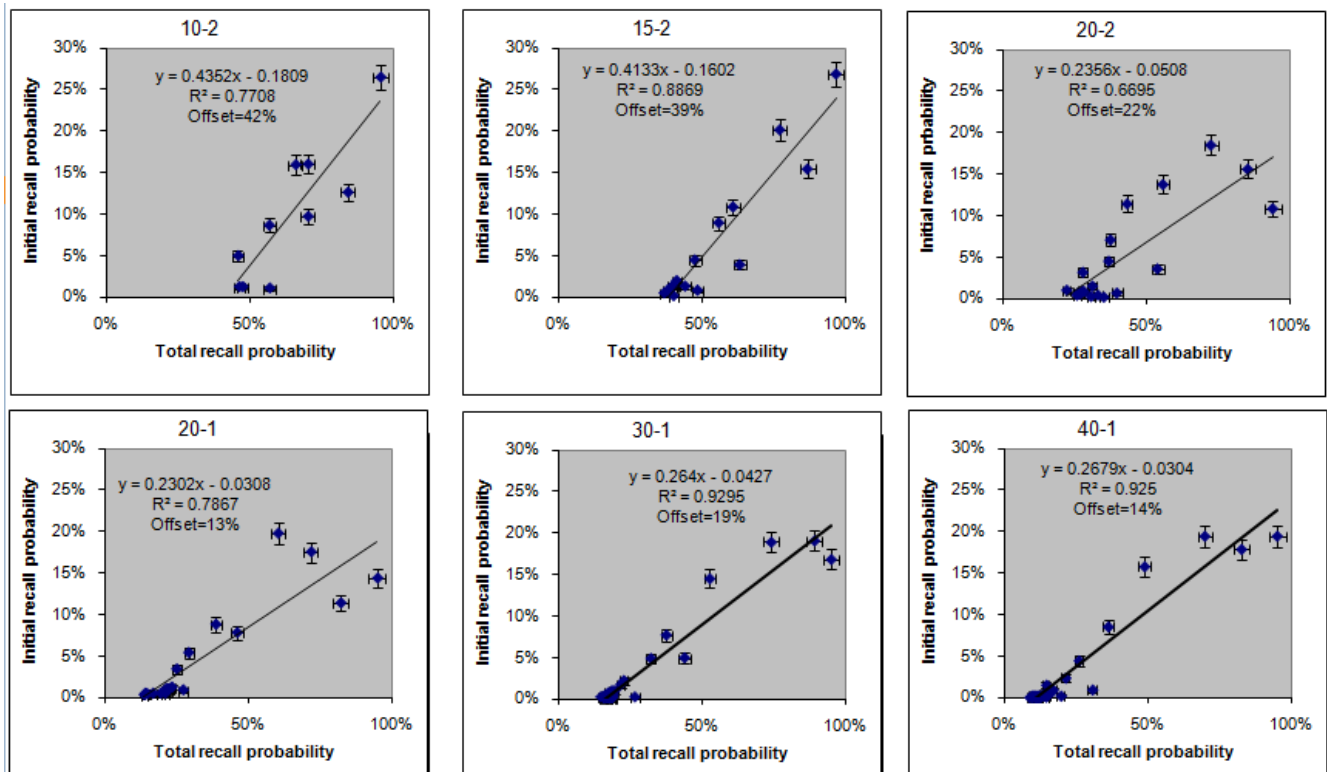 10-2
30%
25%
20%
15%
10%
5%
0%
Initial recall probability
y = 0.4352x - 0.1809
R² = 0.7708
Offset=42%
0% 50% 100%
Total recall probability
15-2
30%
25%
20%
15%
10%
5%
0%
Initial recall probability
y = 0.4133x - 0.1602
R² = 0.8869
Offset=39%
0% 50% 100%
Total recall probability
20-2
30%
25%
20%
15%
10%
5%
0%
Initial recall probability
y = 0.2356x - 0.0508
R² = 0.6695
Offset=22%
0% 50% 100%
Total recall probability
20-1
30%
25%
20%
15%
10%
5%
0%
Initial recall probability
y = 0.2302x - 0.0308
R² = 0.7867
Offset=13%
0% 50% 100%
Total recall probability
30-1
30%
25%
20%
15%
10%
5%
0%
Initial recall probability
y = 0.264x - 0.0427
R² = 0.9295
Offset=19%
0% 50% 100%
Total recall probability
40-1
30%
25%
20%
15%
10%
5%
0%
Initial recall probability
y = 0.2679x - 0.0304
R² = 0.925
Offset=14%
0% 50% 100%
Total recall probability